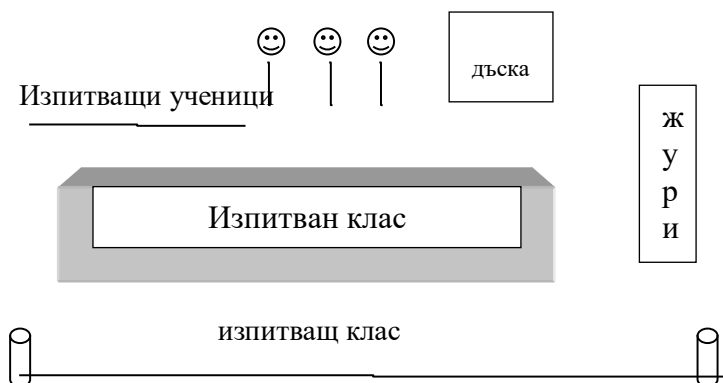 дъска
Изпитващи ученици
ж
у
р
и
Изпитван клас
изпитващ клас